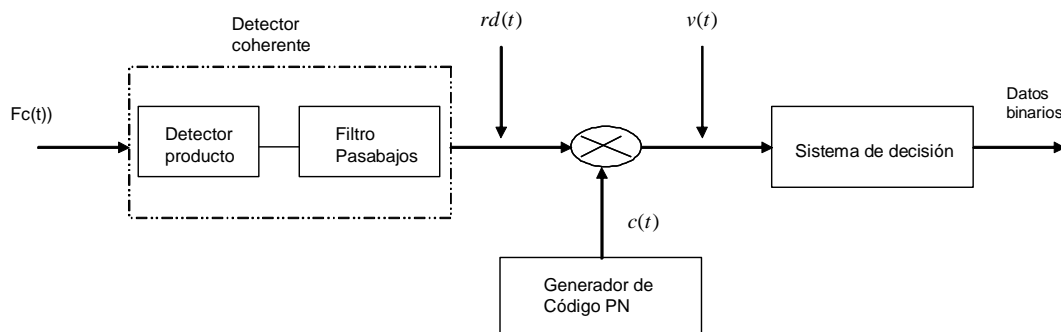 Detector
coherente
rd(t)
v(t)
Fc(t))
Detector
producto
Filtro
Pasabajos
Sistema de decisión
Datos
binarios
c(t)
Generador de
Código PN